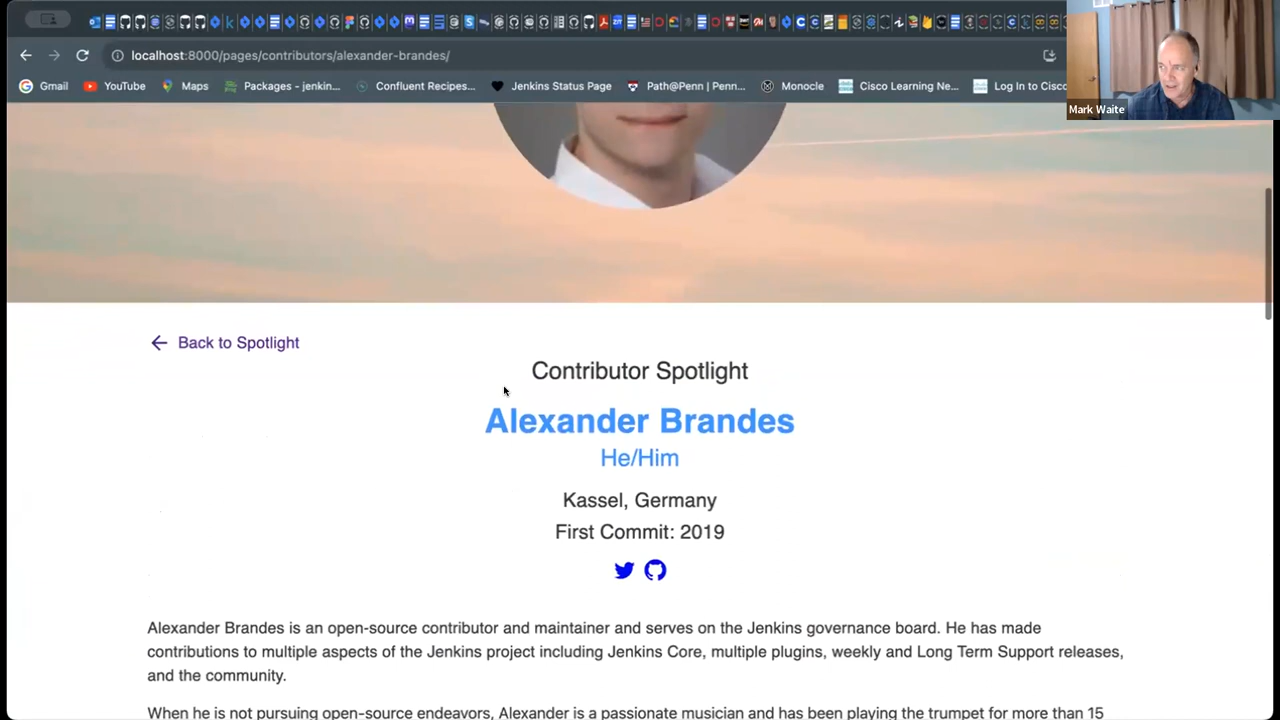 localhost:8000/pages/contributors/alexander-brandes/
Gmail YouTube Maps Packages - jenkin... Confluent Recipes... Jenkins Status Page Path@Penn | Penn... Monocle Cisco Learning Ne... Log In to Cisco
Mark Waite
Back to Spotlight
Contributor Spotlight
Alexander Brandes
He/Him
Kassel, Germany
First Commit: 2019
Alexander Brandes is an open-source contributor and maintainer and serves on the Jenkins governance board. He has made
contributions to multiple aspects of the Jenkins project including Jenkins Core, multiple plugins, weekly and Long Term Support releases,
and the community.
When he is not pursuing open-source endeavors, Alexander is a passionate musician and has been playing the trumpet for more than 15